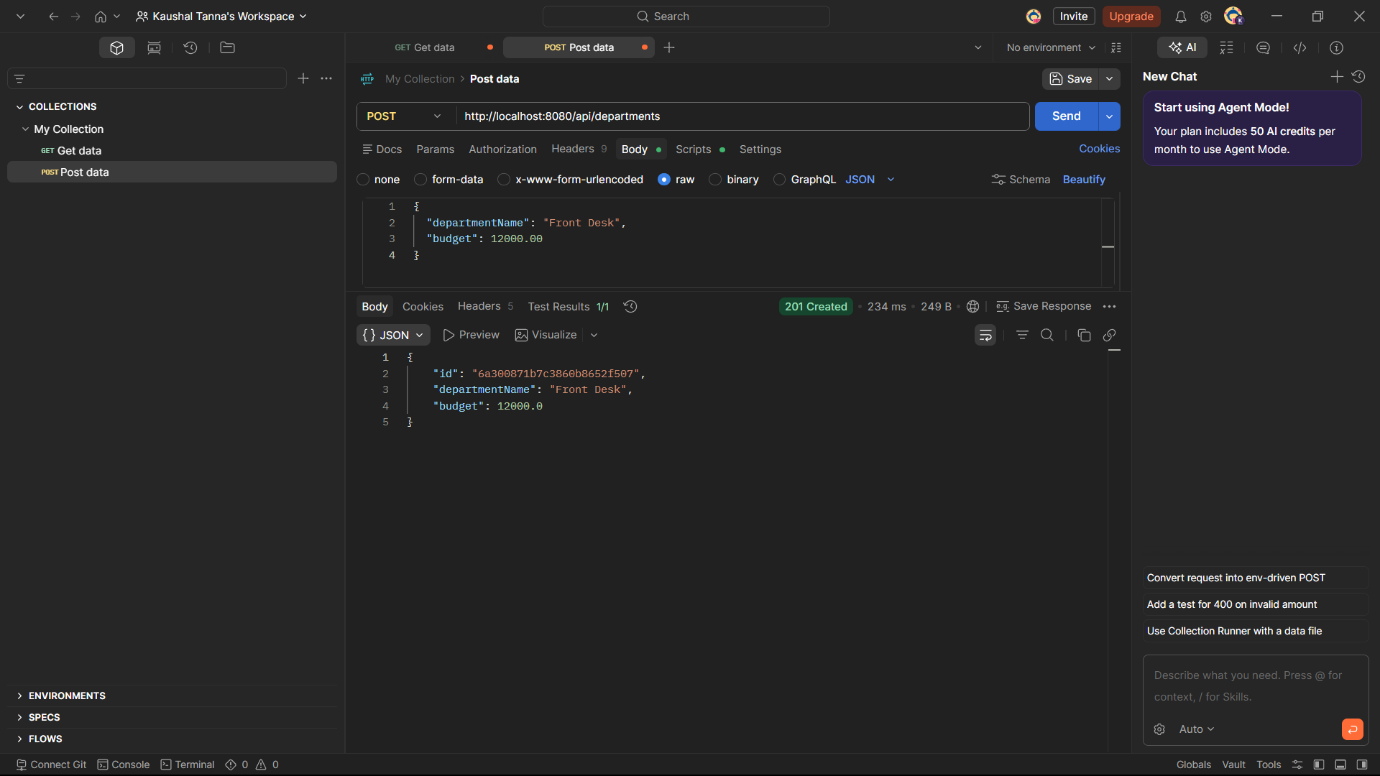 Kaushal Tanna's Workspace
Search
Invite
Upgrade
GET Get data
POST Post data
No environment
AI
My Collection > Post data
Save
New Chat
COLLECTIONS
My Collection
GET Get data
POST Post data
POST
http://localhost:8080/api/departments
Send
Start using Agent Mode!
Your plan includes 50 AI credits per
month to use Agent Mode.
Docs
Params
Authorization
Headers 9
Body
Scripts
Settings
Cookies
none
form-data
x-www-form-urlencoded
raw
binary
GraphQL
JSON
Schema
Beautify
1 {
2 "departmentName": "Front Desk",
3 "budget": 12000.00
4 }
Body
Cookies
Headers 5
Test Results 1/1
201 Created
234 ms
249 B
e.g. Save Response
{ } JSON
Preview
Visualize
1 {
2 "id": "6a300871b7c3860b8652f507",
3 "departmentName": "Front Desk",
4 "budget": 12000.0
5 }
Convert request into env-driven POST
Add a test for 400 on invalid amount
Use Collection Runner with a data file
Describe what you need. Press @ for
context, / for Skills.
Auto
ENVIRONMENTS
SPECS
FLOWS
Connect Git
Console
Terminal
0
0
Globals
Vault
Tools